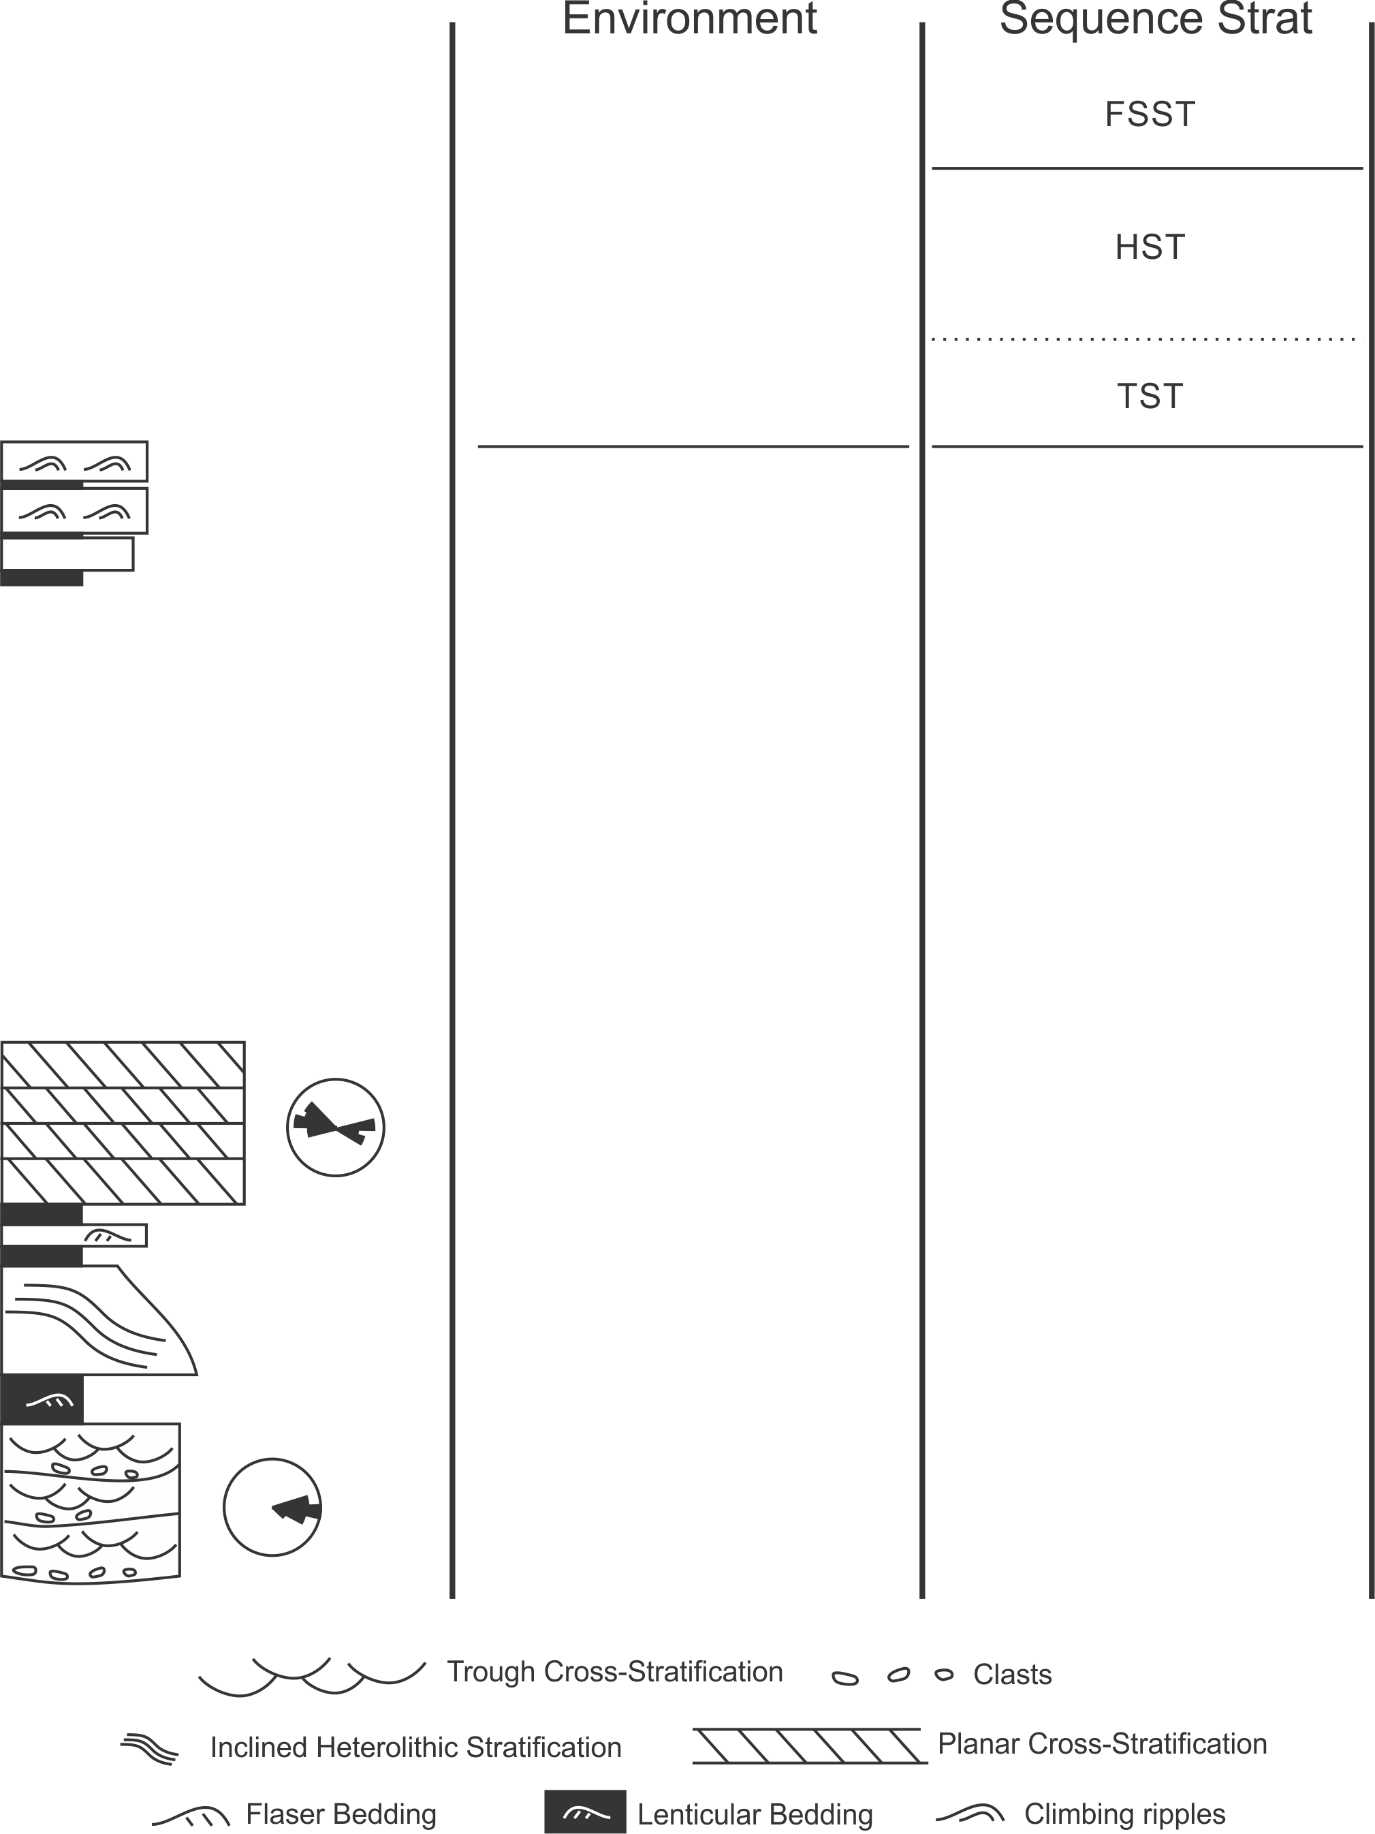 Environment
Sequence Strat
FSST
HST
TST
Trough Cross-Stratification
Clasts
Inclined Heterolithic Stratification
Planar Cross-Stratification
Flaser Bedding
Lenticular Bedding
Climbing ripples